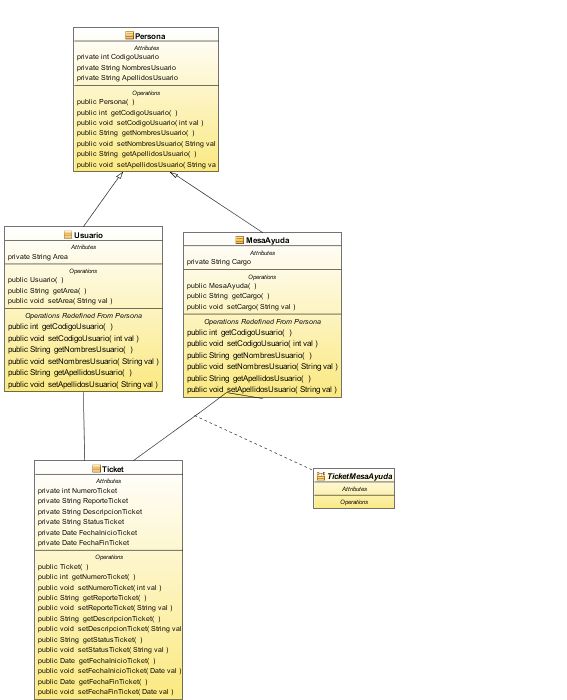 Persona
Attributes
private int CodigoUsuario
private String NombresUsuario
private String ApellidosUsuario
Operations
public Persona( )
public int getCodigoUsuario( )
public void setCodigoUsuario( int val )
public String getNombresUsuario( )
public void setNombresUsuario( String val
public String getApellidosUsuario( )
public void setApellidosUsuario( String va
Usuario
Attributes
private String Area
Operations
public Usuario( )
public String getArea( )
public void setArea( String val )
Operations Redefined From Persona
public int getCodigoUsuario( )
public void setCodigoUsuario( int val )
public String getNombresUsuario( )
public void setNombresUsuario( String val )
public String getApellidosUsuario( )
public void setApellidosUsuario( String val )
MesaAyuda
Attributes
private String Cargo
Operations
public MesaAyuda( )
public String getCargo( )
public void setCargo( String val )
Operations Redefined From Persona
public int getCodigoUsuario( )
public void setCodigoUsuario( int val )
public String getNombresUsuario( )
public void setNombresUsuario( String val )
public String getApellidosUsuario( )
public void setApellidosUsuario( String val )
Ticket
Attributes
private int NumeroTicket
private String ReporteTicket
private String DescripcionTicket
private String StatusTicket
private Date FechaInicioTicket
private Date FechaFinTicket
Operations
public Ticket( )
public int getNumeroTicket( )
public void setNumeroTicket( int val )
public String getReporteTicket( )
public void setReporteTicket( String val )
public String getDescripcionTicket( )
public void setDescripcionTicket( String val
public String getStatusTicket( )
public void setStatusTicket( String val )
public Date getFechaInicioTicket( )
public void setFechaInicioTicket( Date val )
public Date getFechaFinTicket( )
public void setFechaFinTicket( Date val )
TicketMesaAyuda
Attributes
Operations